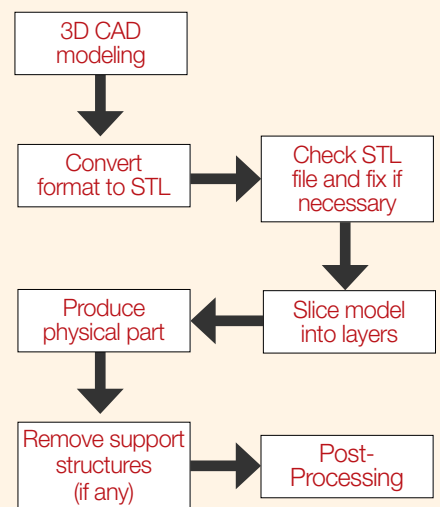 3D CAD
modeling
Convert
format to STL
Check STL
file and fix if
necessary
Slice model
into layers
Produce
physical part
Remove support
structures
(if any)
Post-
Processing